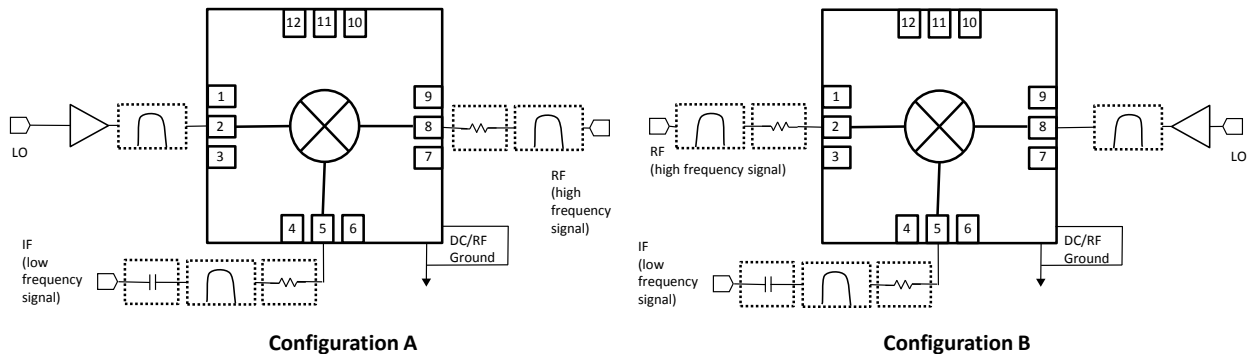 12 11 10
1
2
3
9
8
7
4 5 6
LO
RF
(high
frequency
signal)
IF
(low
frequency
signal)
DC/RF
Ground
Configuration A
12 11 10
1
2
3
9
8
7
4 5 6
RF
(high frequency signal)
LO
IF
(low
frequency
signal)
DC/RF
Ground
Configuration B